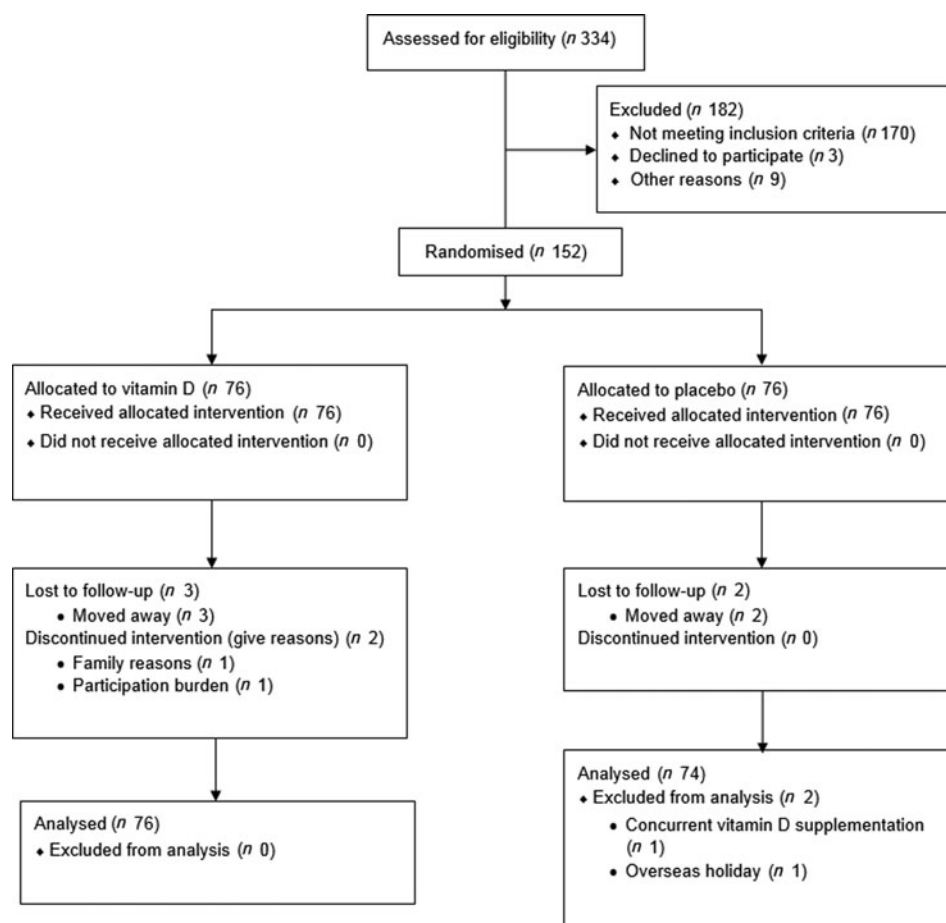 Assessed for eligibility (n 334)
Excluded (n 182)
◆ Not meeting inclusion criteria (n 170)
◆ Declined to participate (n 3)
◆ Other reasons (n 9)
Randomised (n 152)
Allocated to vitamin D (n 76)
◆ Received allocated intervention (n 76)
◆ Did not receive allocated intervention (n 0)
Allocated to placebo (n 76)
◆ Received allocated intervention (n 76)
◆ Did not receive allocated intervention (n 0)
Lost to follow-up (n 3)
● Moved away (n 3)
Discontinued intervention (give reasons) (n 2)
● Family reasons (n 1)
● Participation burden (n 1)
Lost to follow-up (n 2)
● Moved away (n 2)
Discontinued intervention (n 0)
Analysed (n 76)
◆ Excluded from analysis (n 0)
Analysed (n 74)
◆ Excluded from analysis (n 2)
● Concurrent vitamin D supplementation
(n 1)
● Overseas holiday (n 1)